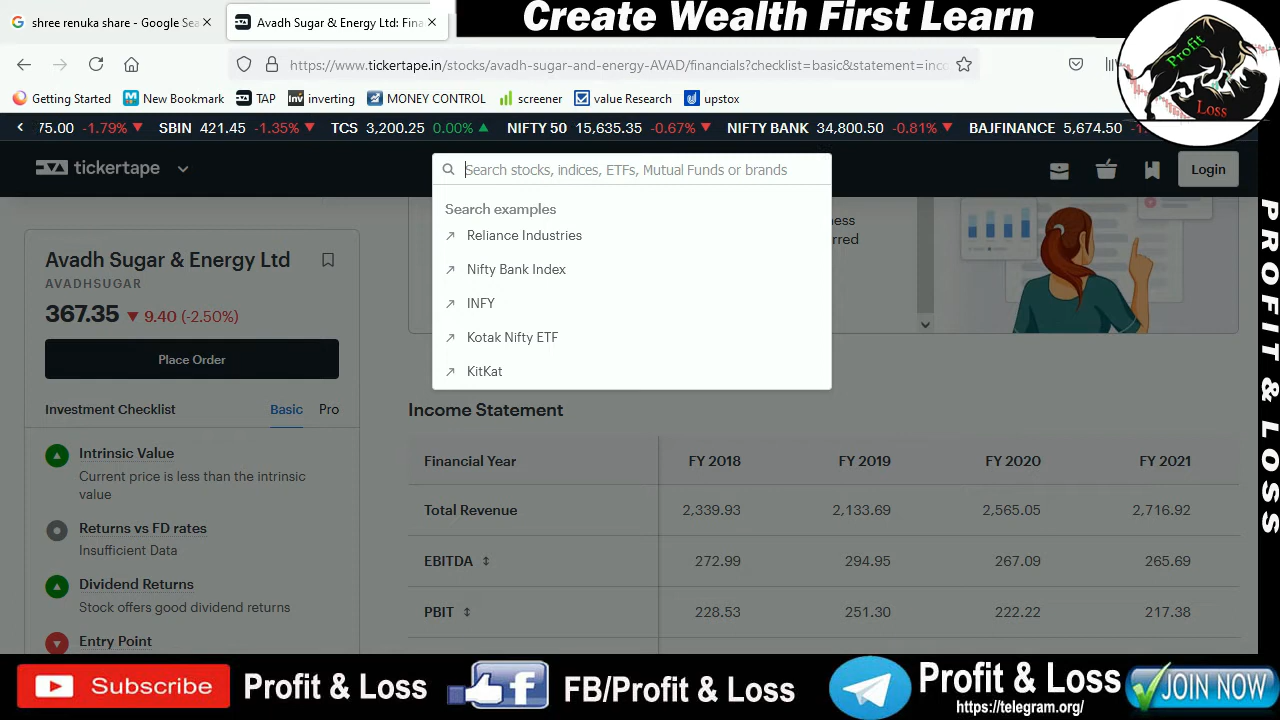 shree renuka share - Google Sea
Avadh Sugar & Energy Ltd: Fina
Create Wealth First Learn
https://www.tickertape.in/stocks/avadh-sugar-and-energy-AVAD/financials?checklist=basic&statement=inco
Getting Started
New Bookmark
TAP
inverting
MONEYCONTROL
screener
value Research
upstox
Profit
Loss
75.00 -1.79% SBIN 421.45 -1.35% TCS 3,200.25 0.00% NIFTY 50 15,635.35 -0.67% NIFTY BANK 34,800.50 -0.81% BAJFINANCE 5,674.50
tickertape
Search stocks, indices, ETFs, Mutual Funds or brands
Login
Search examples
Reliance Industries
Nifty Bank Index
INFY
Kotak Nifty ETF
KitKat
Avadh Sugar & Energy Ltd
AVADHSUGAR
367.35 9.40 (-2.50%)
Place Order
Investment Checklist Basic Pro
Intrinsic Value
Current price is less than the intrinsic
value
Returns vs FD rates
Insufficient Data
Dividend Returns
Stock offers good dividend returns
Entry Point
Income Statement
Financial Year FY 2018 FY 2019 FY 2020 FY 2021
Total Revenue 2,339.93 2,133.69 2,565.05 2,716.92
EBITDA 272.99 294.95 267.09 265.69
PBIT 228.53 251.30 222.22 217.38
PROFIT & LOSS
Subscribe
Profit & Loss
FB/Profit & Loss
Profit & Loss
https://telegram.org/
JOIN NOW